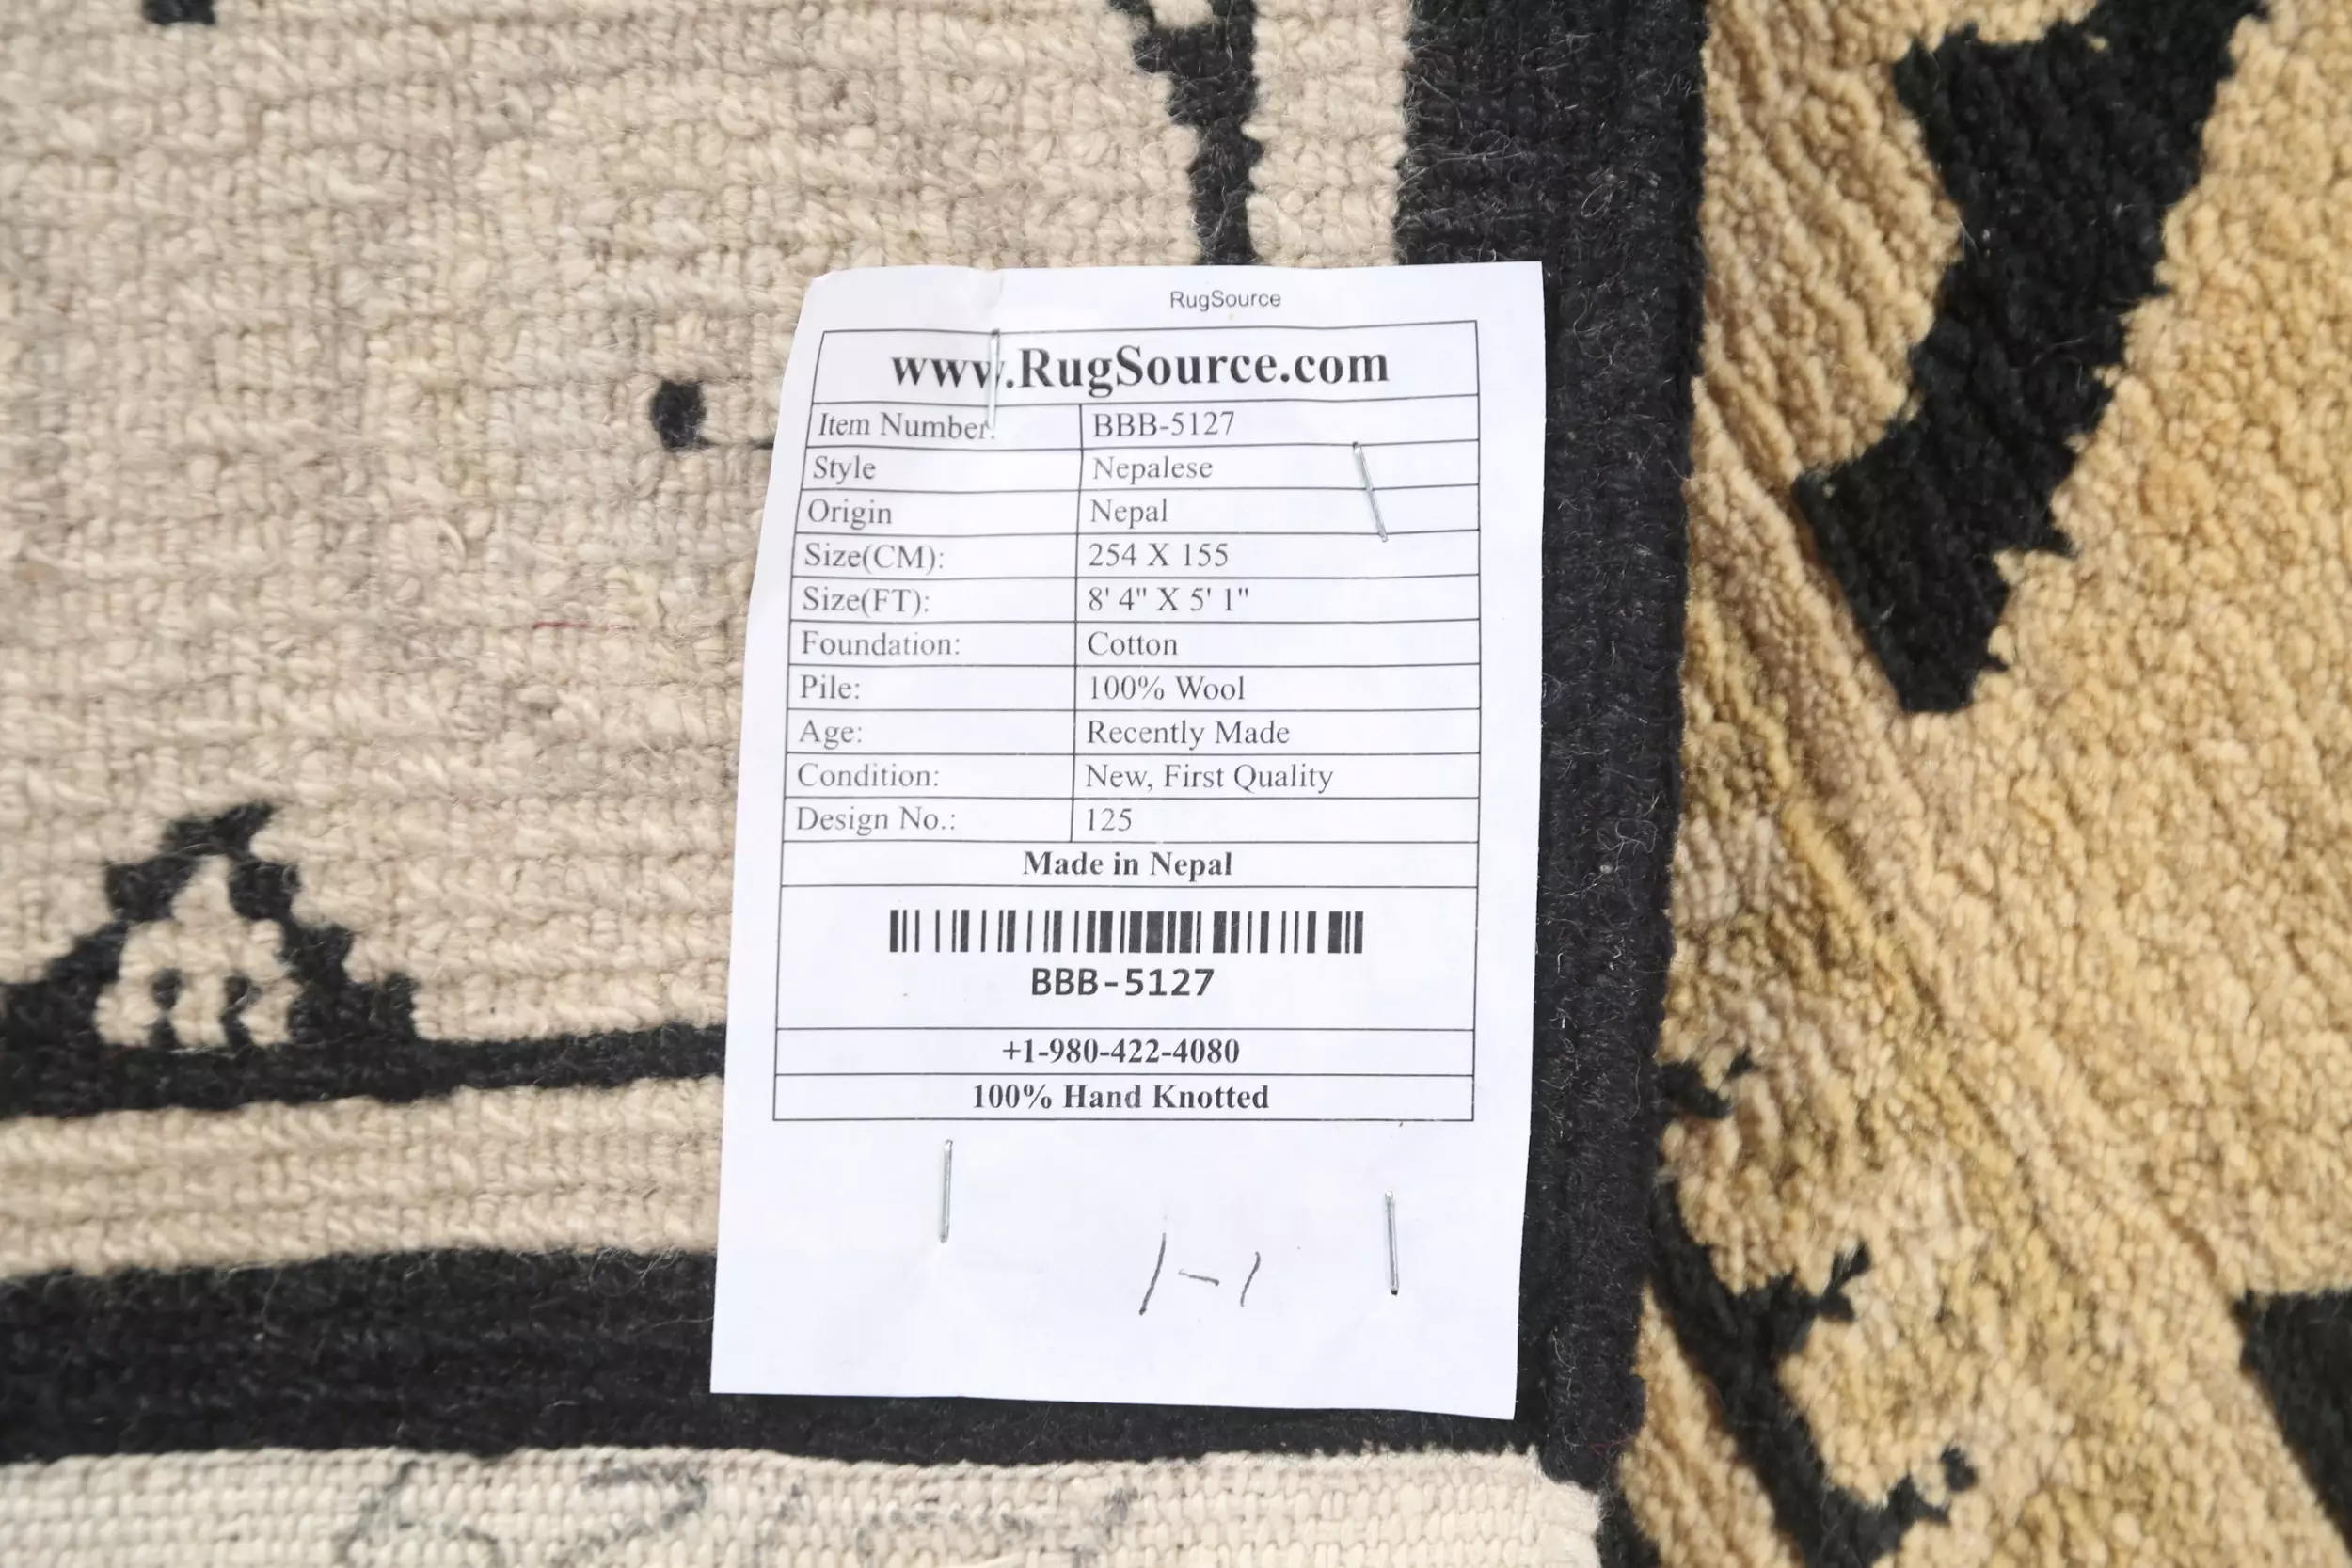 RugSource
www.RugSource.com
Item Number: BBB-5127
Style Nepalese
Origin Nepal
Size(CM): 254 X 155
Size(FT): 8' 4" X 5' 1"
Foundation: Cotton
Pile: 100% Wool
Age: Recently Made
Condition: New, First Quality
Design No.: 125
Made in Nepal
BBB-5127
+1-980-422-4080
100% Hand Knotted
1-1